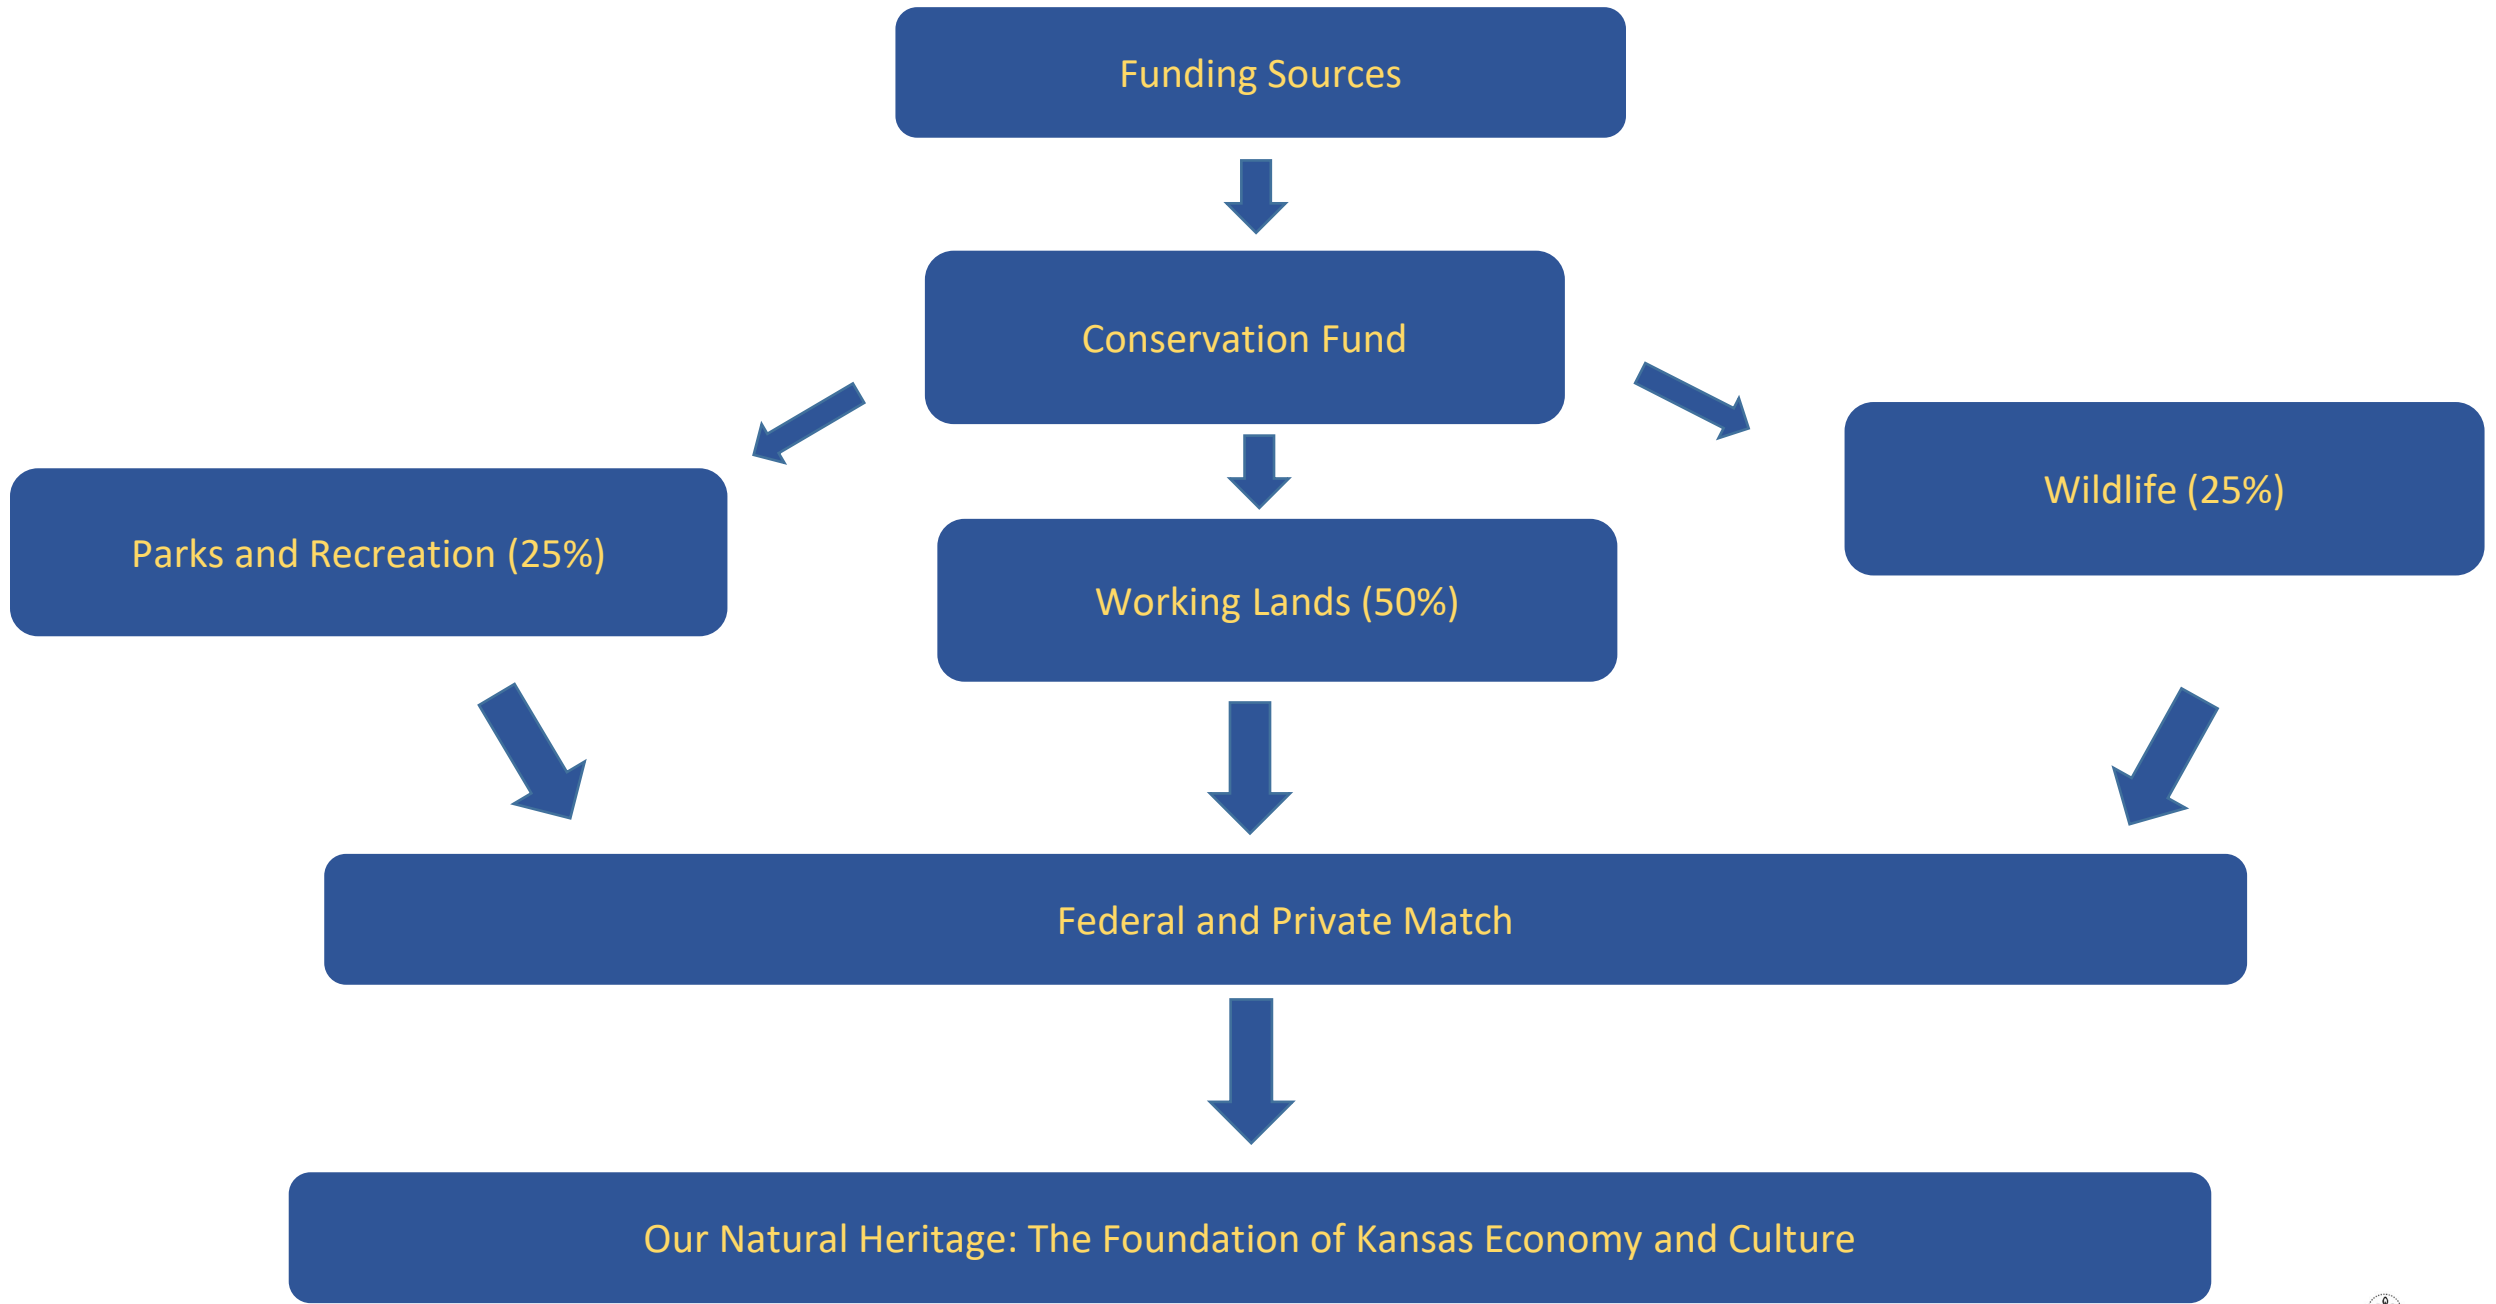 Funding Sources
Conservation Fund
Parks and Recreation (25%)
Working Lands (50%)
Wildlife (25%)
Federal and Private Match
Our Natural Heritage: The Foundation of Kansas Economy and Culture